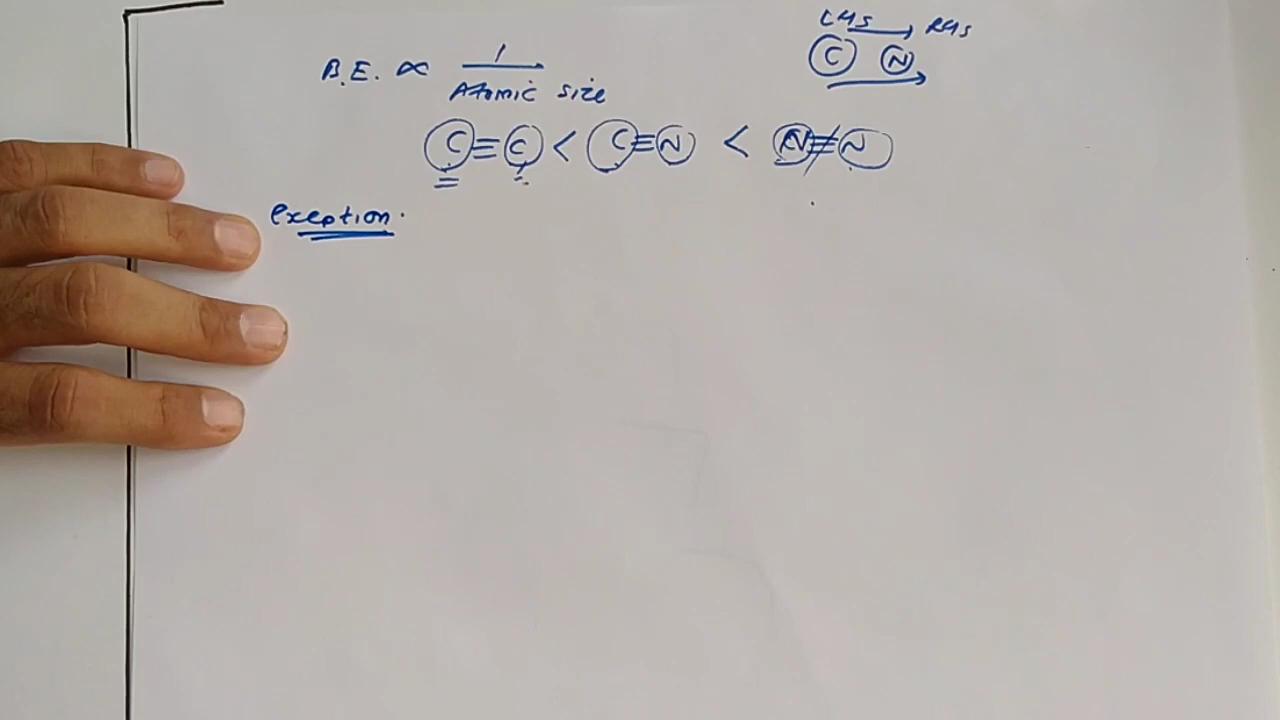 LHS → RHS
C N
B.E. ∝ 1 / Atomic size
C≡C < C≡N < N≡N
exeption.